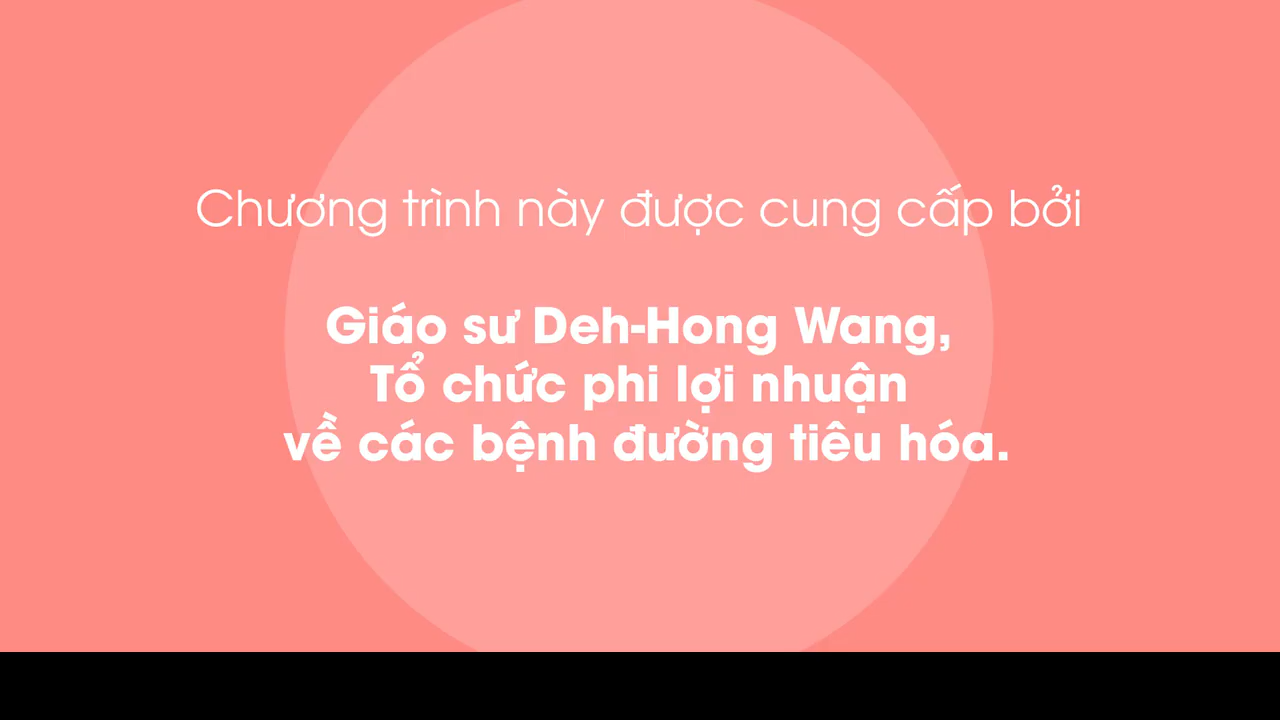 Chương trình này được cung cấp bởi
Giáo sư Deh-Hong Wang,
Tổ chức phi lợi nhuận
về các bệnh đường tiêu hóa.